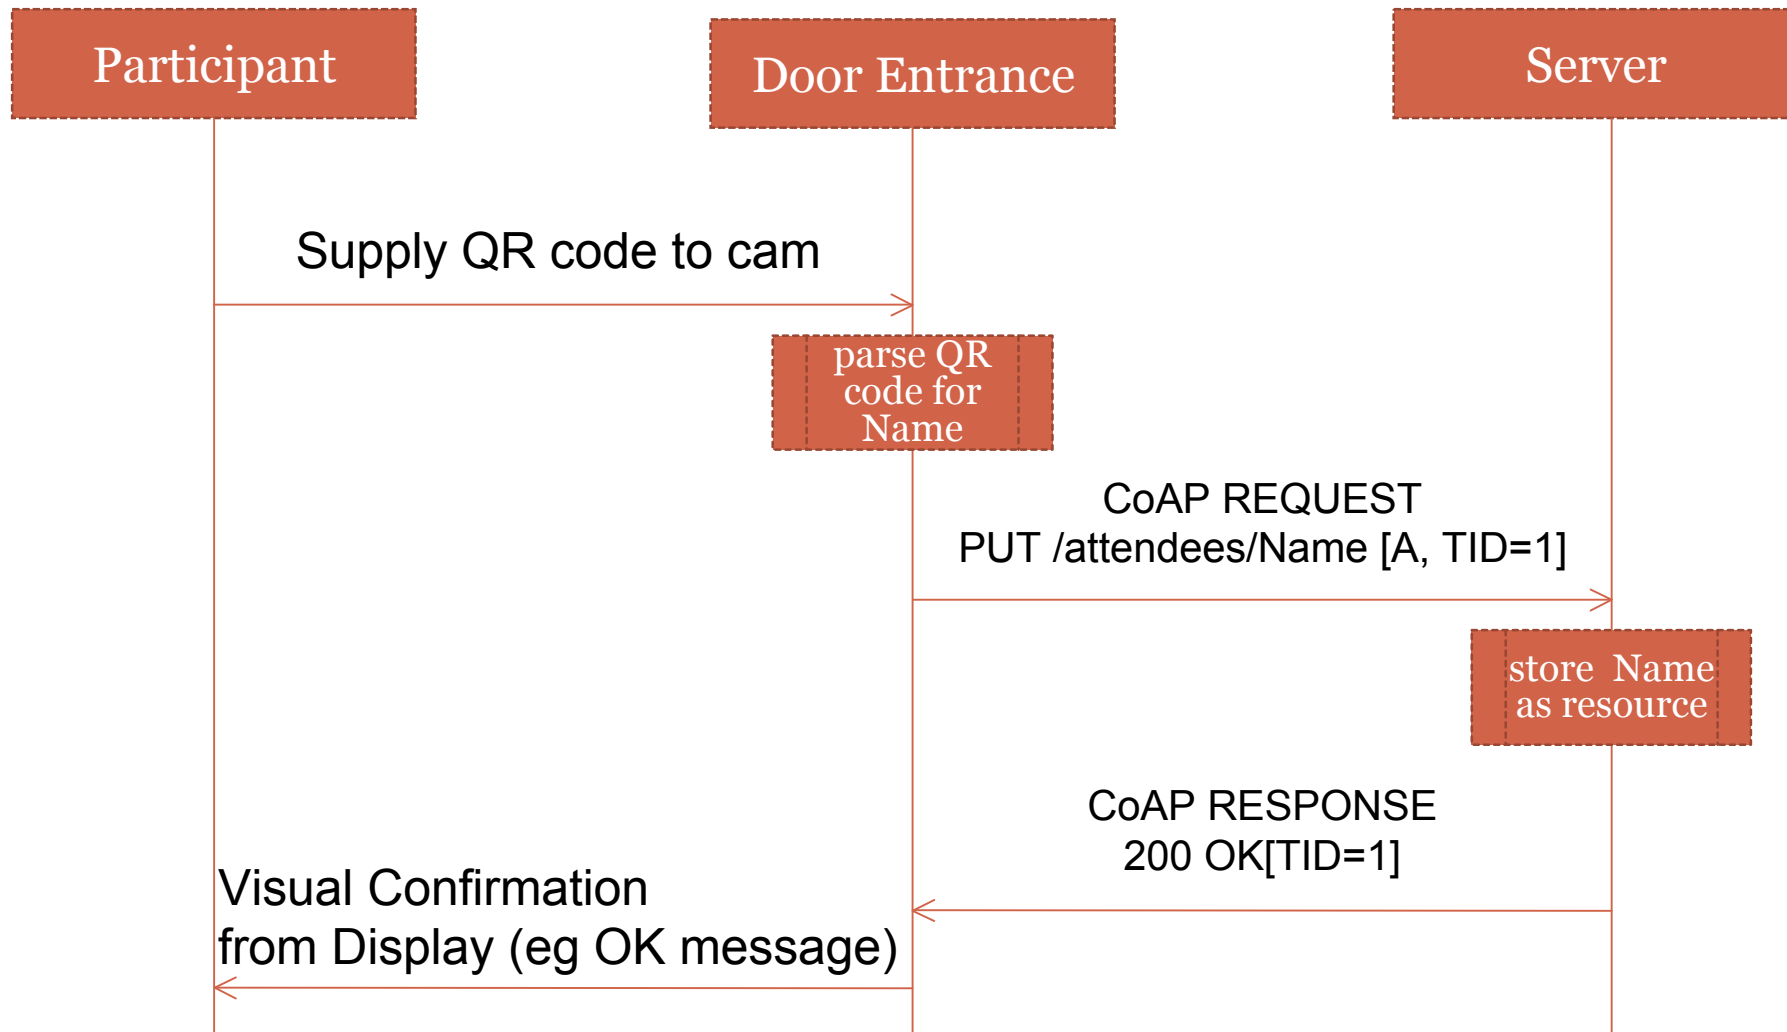 Participant
Door Entrance
Server
Supply QR code to cam
parse QR
code for
Name
CoAP REQUEST
PUT /attendees/Name [A, TID=1]
store Name
as resource
CoAP RESPONSE
200 OK[TID=1]
Visual Confirmation
from Display (eg OK message)